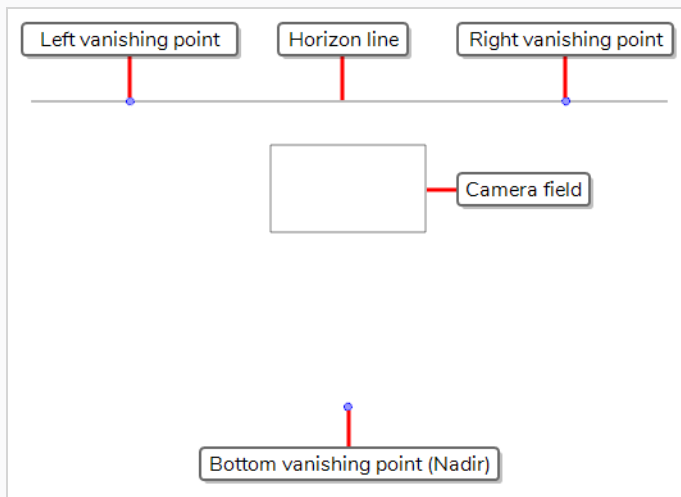 Left vanishing point
Horizon line
Right vanishing point
Camera field
Bottom vanishing point (Nadir)